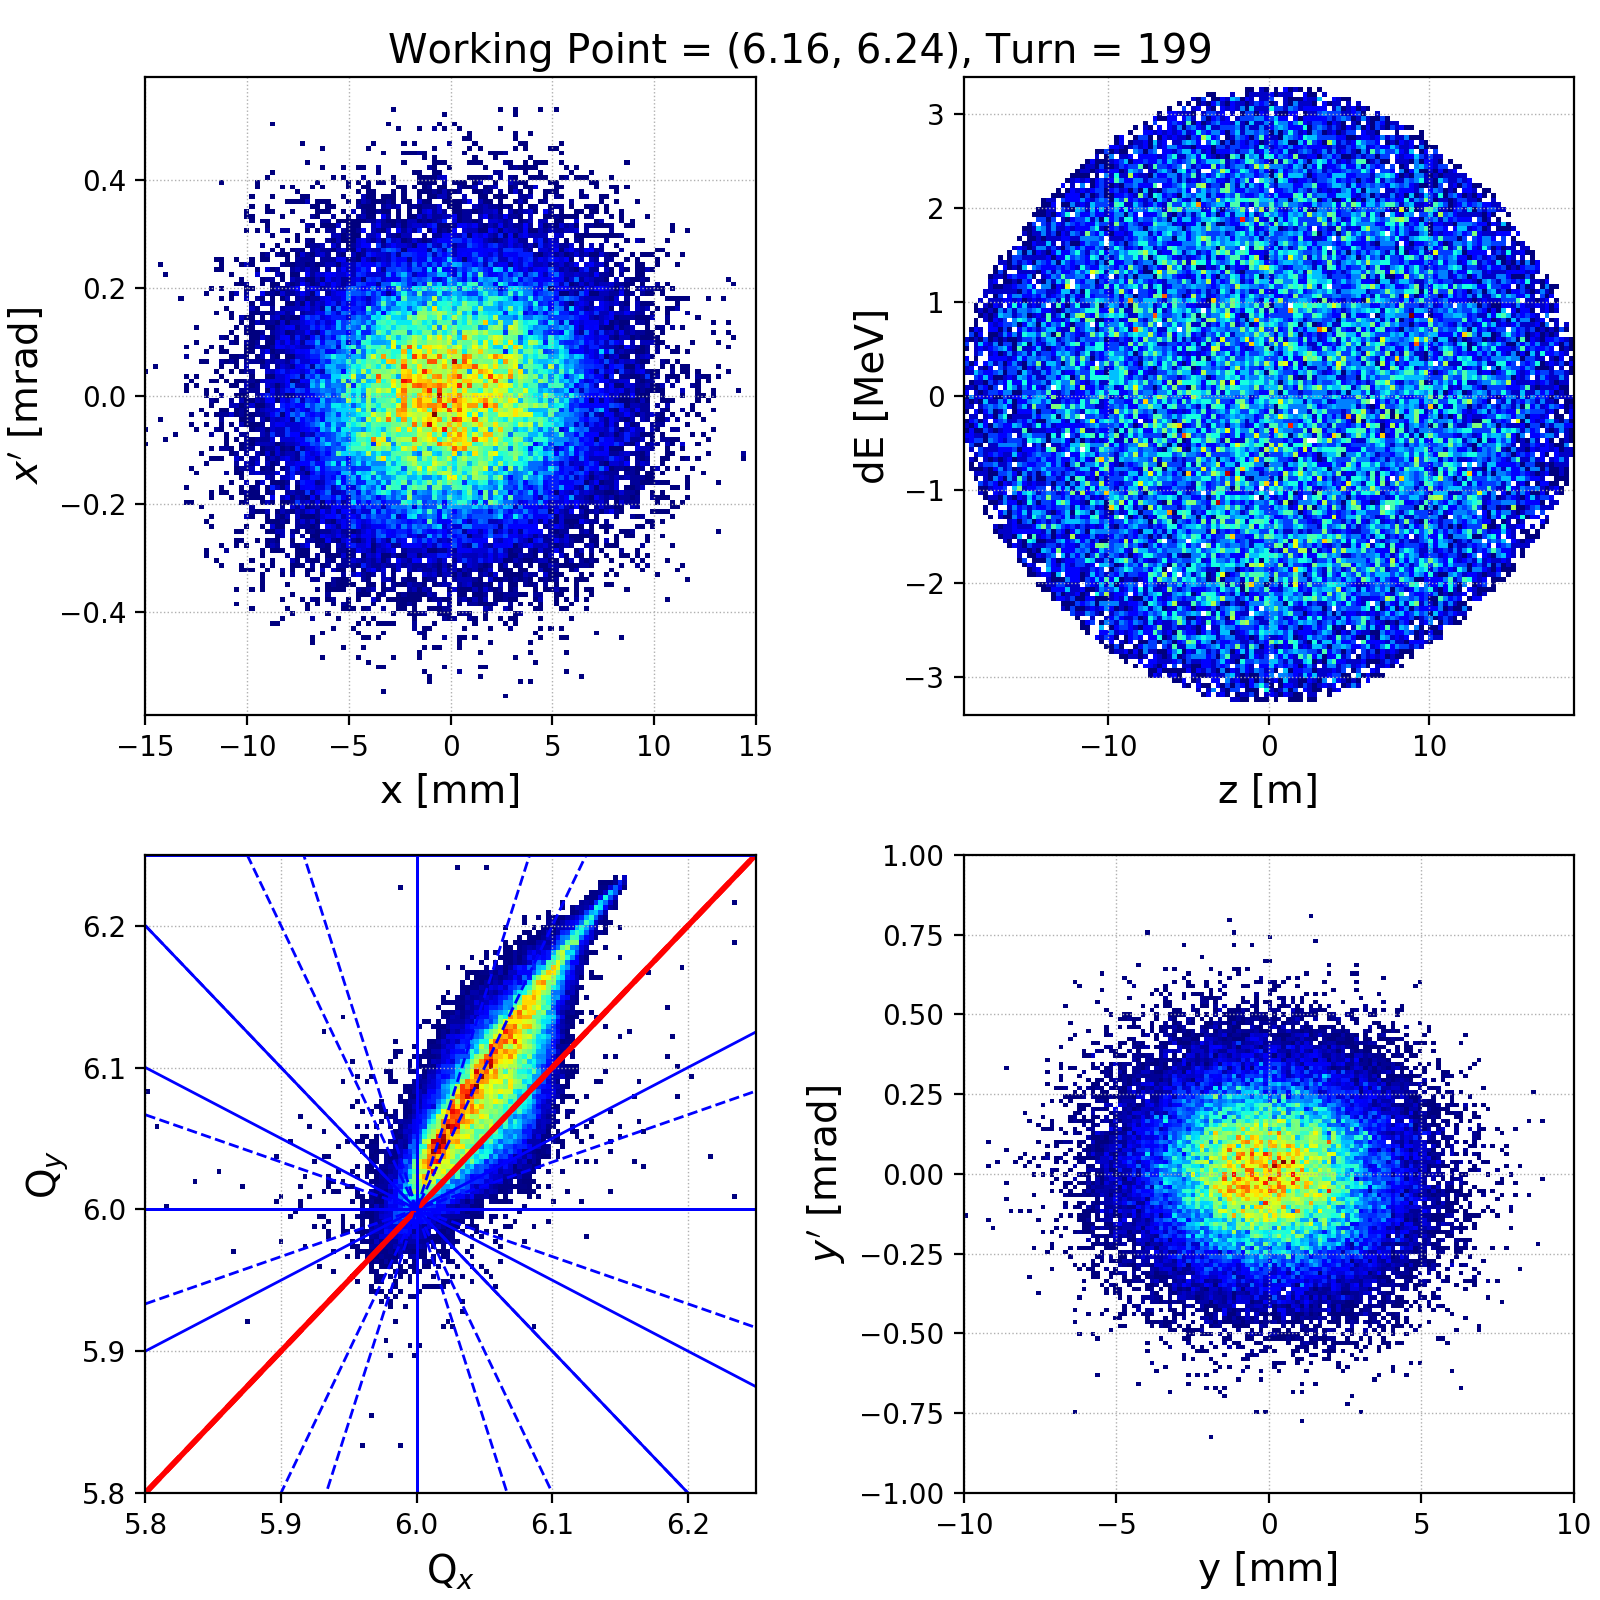 Working Point = (6.16, 6.24), Turn = 199
0.4
0.2
0.0
−0.2
−0.4
x′ [mrad]
−15 −10 −5 0 5 10 15
x [mm]
3
2
1
0
−1
−2
−3
dE [MeV]
−10 0 10
z [m]
6.2
6.1
6.0
5.9
5.8
Qy
5.8 5.9 6.0 6.1 6.2
Qx
1.00
0.75
0.50
0.25
0.00
−0.25
−0.50
−0.75
−1.00
y′ [mrad]
−10 −5 0 5 10
y [mm]